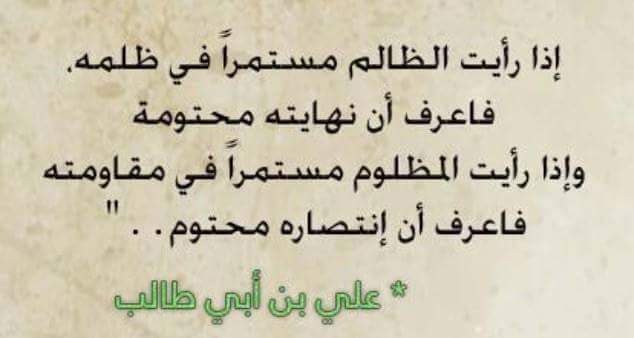 إذا رأيت الظالم مستمراً في ظلمه،
فاعرف أن نهايته محتومة
وإذا رأيت المظلوم مستمراً في مقاومته
فاعرف أن إنتصاره محتوم . . "
* علي بن أبي طالب